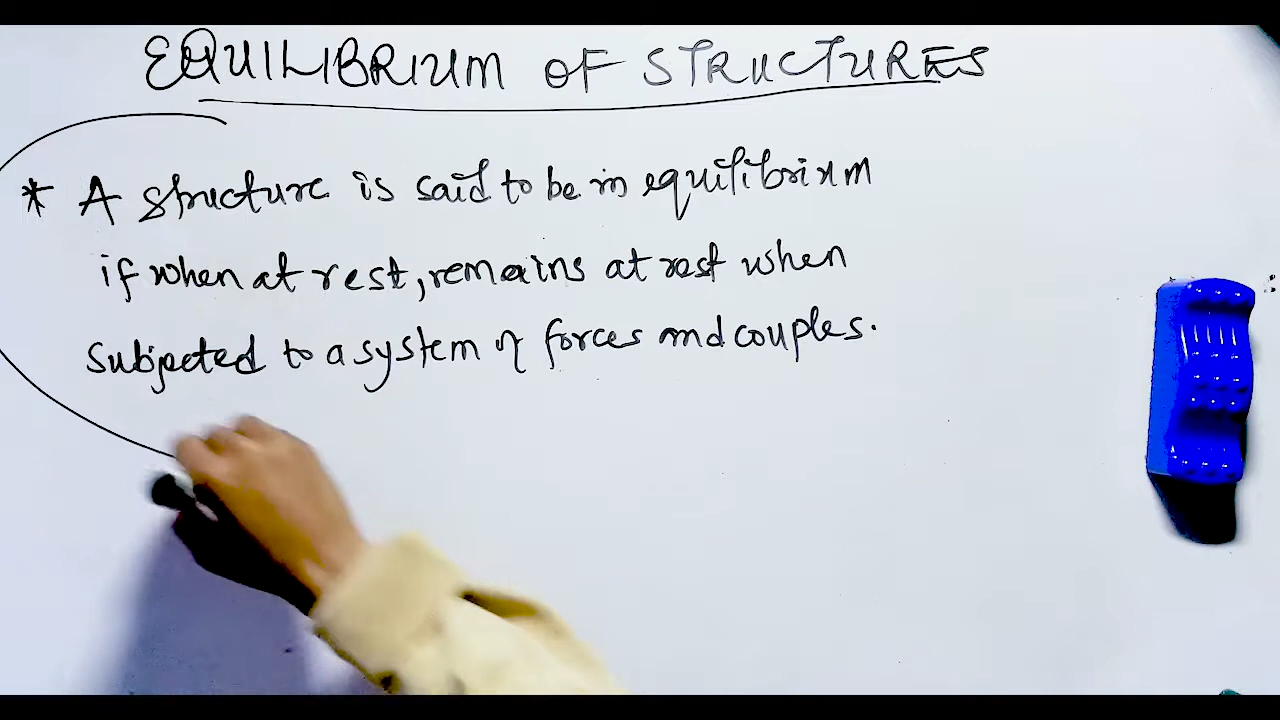 EQUILIBRIUM OF STRUCTURES
* A structure is said to be in equilibrium
if when at rest, remains at rest when
subjected to a system of forces and couples.